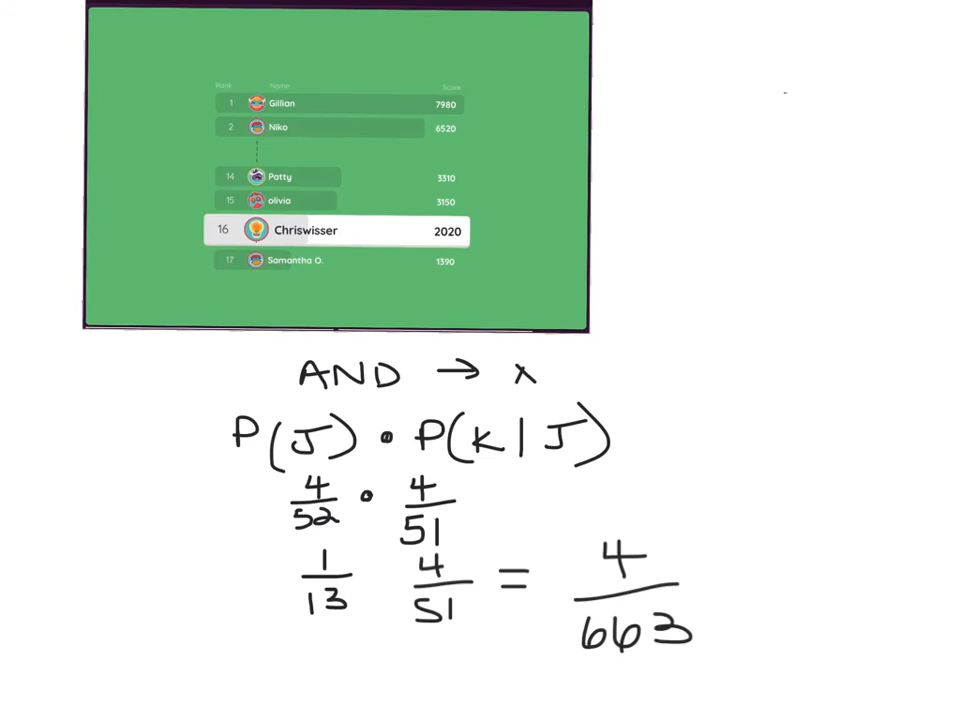 Rank Name Score
1 Gillian 7980
2 Niko 6520
14 Patty 3310
15 olivia 3150
16 Chriswisser 2020
17 Samantha O. 1390
AND → x
P(J) • P(K|J)
4/52 • 4/51
1/13 4/51 = 4/663